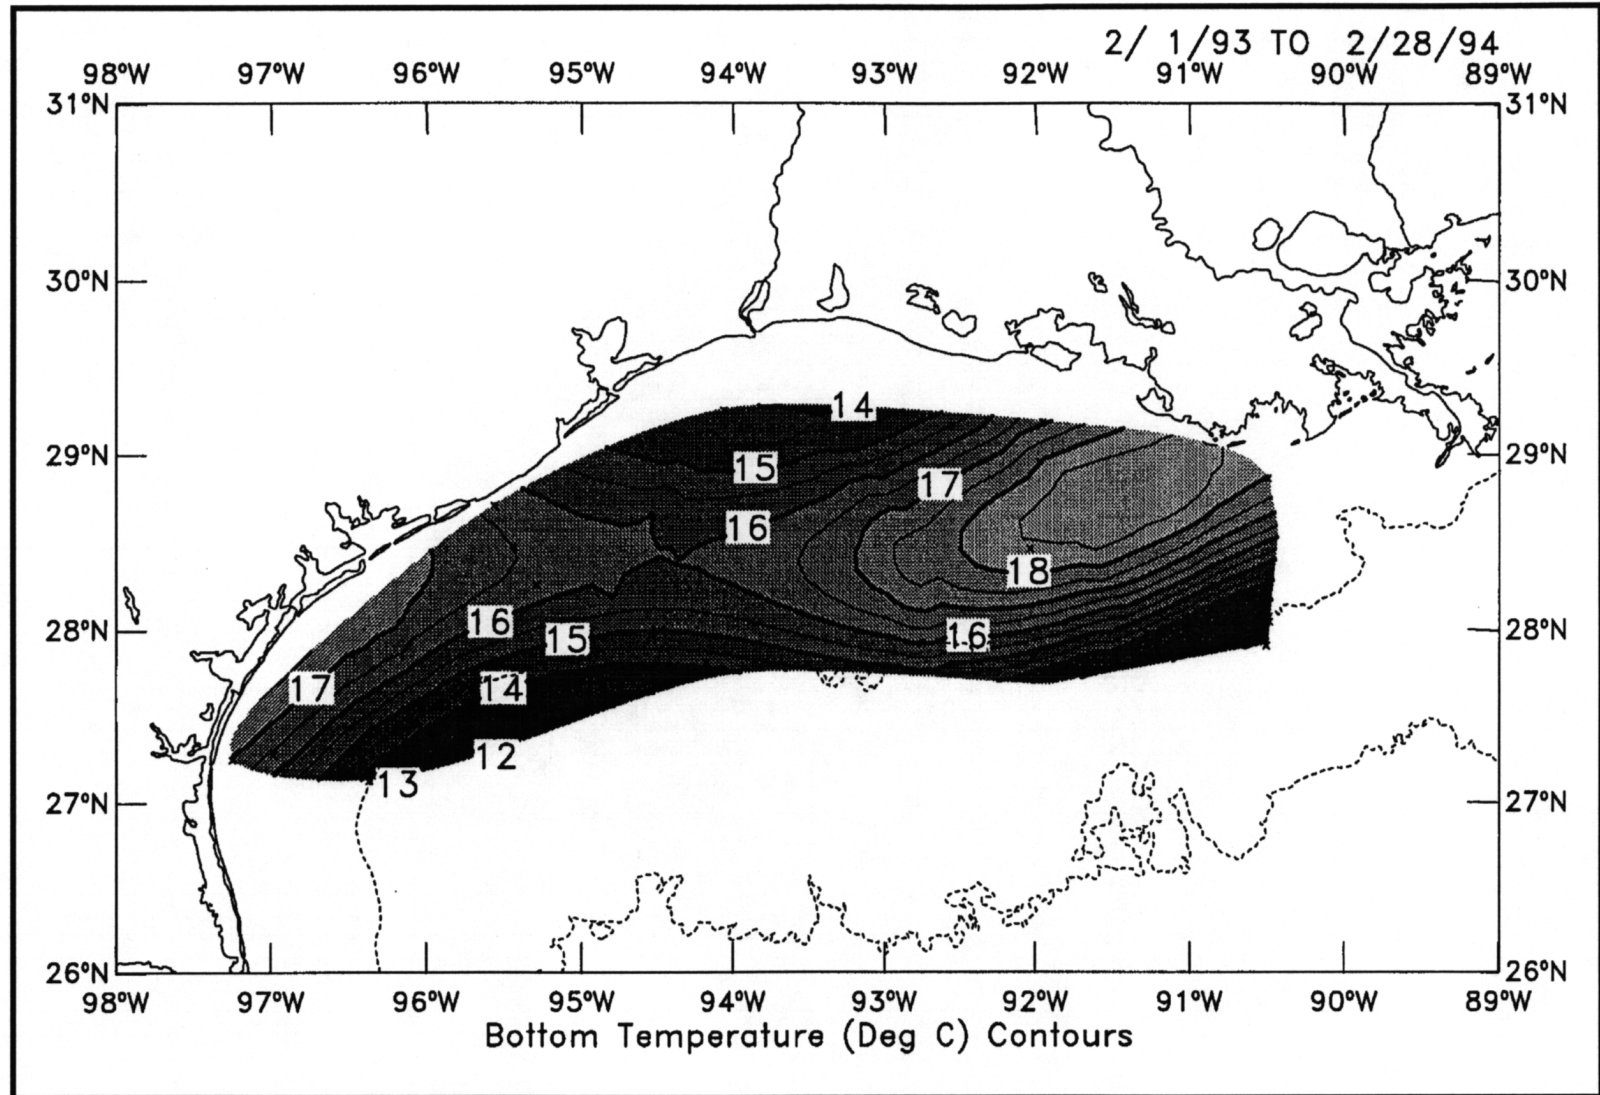 2/ 1/93 TO 2/28/94
98°W 97°W 96°W 95°W 94°W 93°W 92°W 91°W 90°W 89°W
31°N 31°N
30°N 30°N
14
29°N 15 29°N
17
16
18
16 15 16
28°N 28°N
17 14
12
13
27°N 27°N
26°N 26°N
98°W 97°W 96°W 95°W 94°W 93°W 92°W 91°W 90°W 89°W
Bottom Temperature (Deg C) Contours